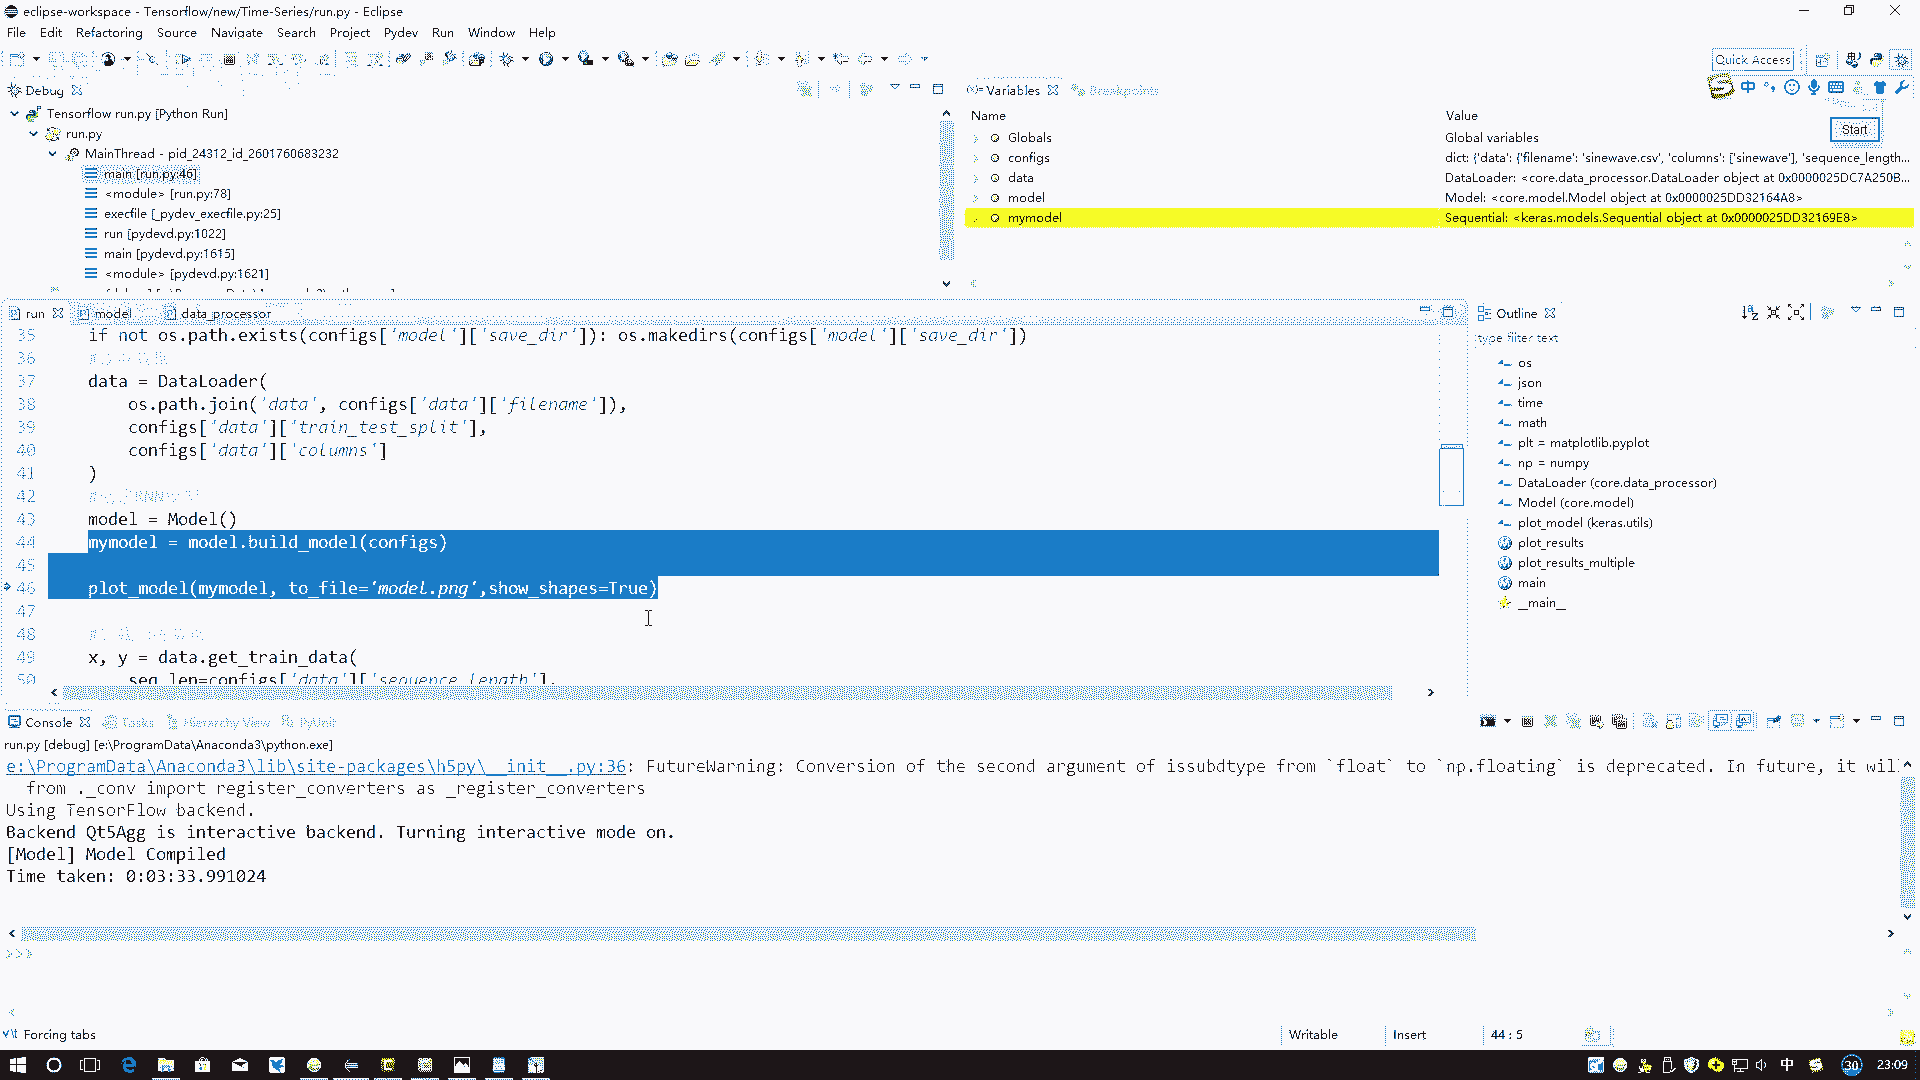 eclipse-workspace - Tensorflow/new/Time-Series/run.py - Eclipse
File Edit Refactoring Source Navigate Search Project Pydev Run Window Help
Quick Access
Debug
Tensorflow run.py [Python Run]
run.py
MainThread - pid_24312_id_2601760683232
main [run.py:46]
<module> [run.py:78]
execfile [_pydev_execfile.py:25]
run [pydevd.py:1022]
main [pydevd.py:1615]
<module> [pydevd.py:1621]
(x)= Variables Breakpoints
中
Start
Name Value
Globals Global variables
configs dict: {'data': {'filename': 'sinewave.csv', 'columns': ['sinewave'], 'sequence_length...
data DataLoader: <core.data_processor.DataLoader object at 0x0000025DC7A250B...
model Model: <core.model.Model object at 0x0000025DD32164A8>
mymodel Sequential: <keras.models.Sequential object at 0x0000025DD32169E8>
run model data_processor
35 if not os.path.exists(configs['model']['save_dir']): os.makedirs(configs['model']['save_dir'])
36
37 data = DataLoader(
38 os.path.join('data', configs['data']['filename']),
39 configs['data']['train_test_split'],
40 configs['data']['columns']
41 )
42 RNN
43 model = Model()
44 mymodel = model.build_model(configs)
45
46 plot_model(mymodel, to_file='model.png',show_shapes=True)
47
48
49 x, y = data.get_train_data(
50 seq_len=configs['data']['sequence_length'],
Outline
type filter text
os
json
time
math
plt = matplotlib.pyplot
np = numpy
DataLoader (core.data_processor)
Model (core.model)
plot_model (keras.utils)
plot_results
plot_results_multiple
main
__main__
Console Tasks Hierarchy View PyUnit
run.py [debug] [e:\ProgramData\Anaconda3\python.exe]
e:\ProgramData\Anaconda3\lib\site-packages\h5py\__init__.py:36: FutureWarning: Conversion of the second argument of issubdtype from `float` to `np.floating` is deprecated. In future, it wil
from ._conv import register_converters as _register_converters
Using TensorFlow backend.
Backend Qt5Agg is interactive backend. Turning interactive mode on.
[Model] Model Compiled
Time taken: 0:03:33.991024
>>>
Forcing tabs Writable Insert 44 : 5
中 30 23:09